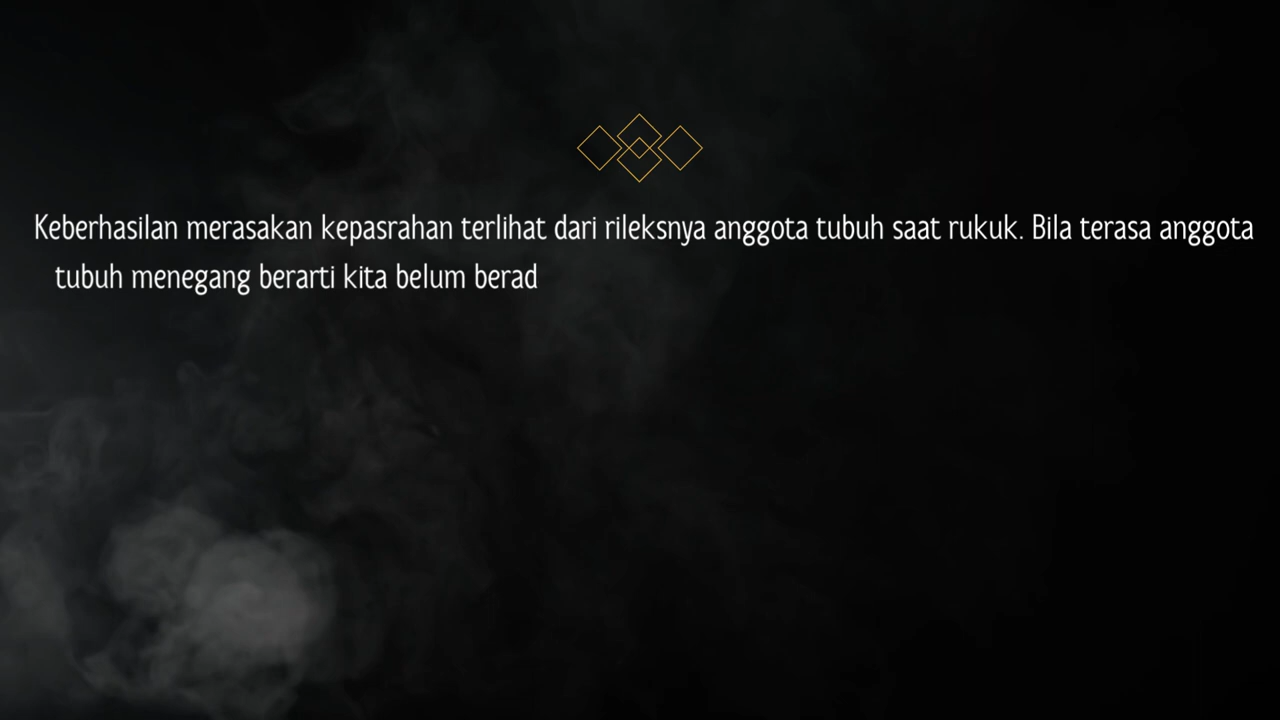 Keberhasilan merasakan kepasrahan terlihat dari rileksnya anggota tubuh saat rukuk. Bila terasa anggota
tubuh menegang berarti kita belum berad